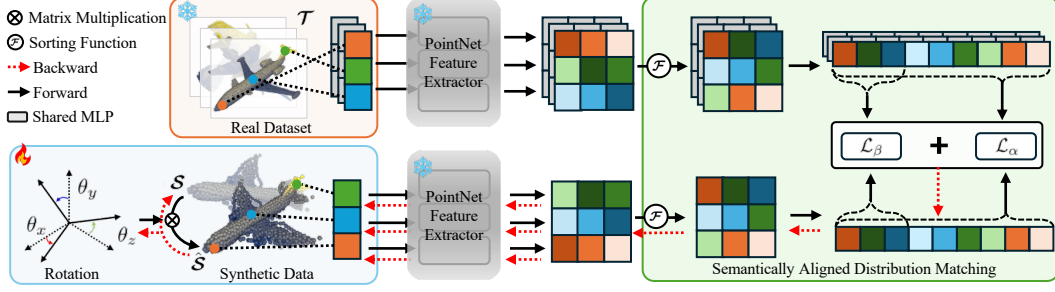 Matrix Multiplication
ℱ Sorting Function
Backward
Forward
Shared MLP
𝒯
Real Dataset
PointNet
Feature
Extractor
ℱ
ℒ_β + ℒ_α
θ_y
θ_x
θ_z
Rotation
𝒮
𝒮̂
Synthetic Data
PointNet
Feature
Extractor
ℱ
Semantically Aligned Distribution Matching